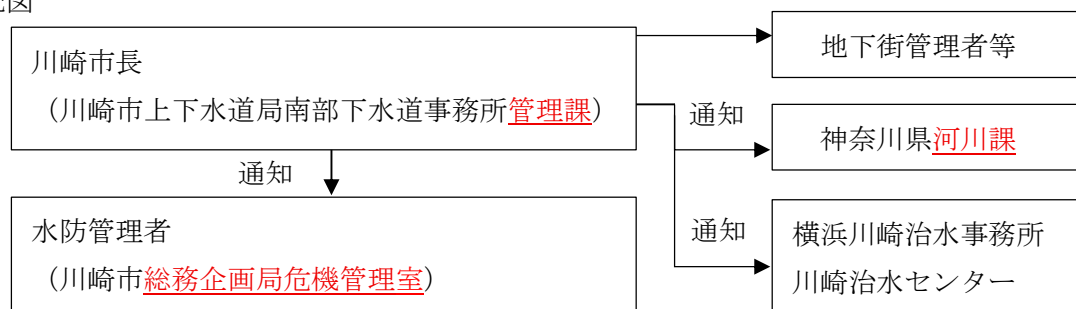 川崎市長
（川崎市上下水道局南部下水道事務所管理課）
通知
水防管理者
（川崎市総務企画局危機管理室）
地下街管理者等
通知
神奈川県河川課
通知
横浜川崎治水事務所
川崎治水センター